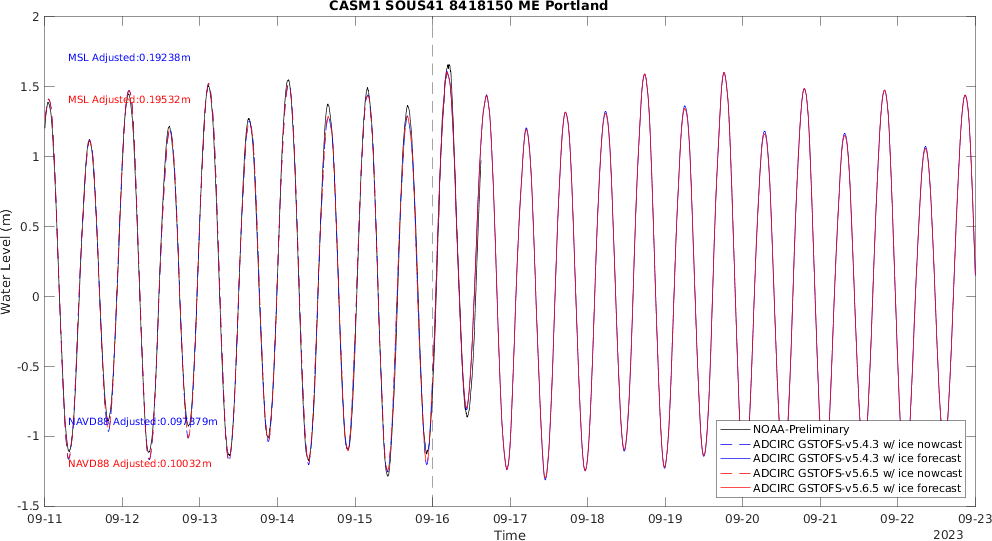 CASM1 SOUS41 8418150 ME Portland
2
1.5
1
0.5
0
-0.5
-1
-1.5
Water Level (m)
MSL Adjusted:0.19238m
MSL Adjusted:0.19532m
NAVD88 Adjusted:0.097379m
NAVD88 Adjusted:0.10032m
NOAA-Preliminary
ADCIRC GSTOFS-v5.4.3 w/ ice nowcast
ADCIRC GSTOFS-v5.4.3 w/ ice forecast
ADCIRC GSTOFS-v5.6.5 w/ ice nowcast
ADCIRC GSTOFS-v5.6.5 w/ ice forecast
09-11 09-12 09-13 09-14 09-15 09-16 09-17 09-18 09-19 09-20 09-21 09-22 09-23
Time
2023